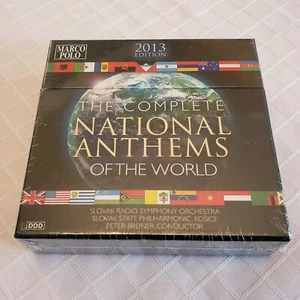 MARCO
POLO
2013
EDITION
THE COMPLETE
NATIONAL
ANTHEMS
OF THE WORLD
SLOVAK RADIO SYMPHONY ORCHESTRA
SLOVAK STATE PHILHARMONIC, KOŠICE
PETER BREINER, CONDUCTOR
DDD